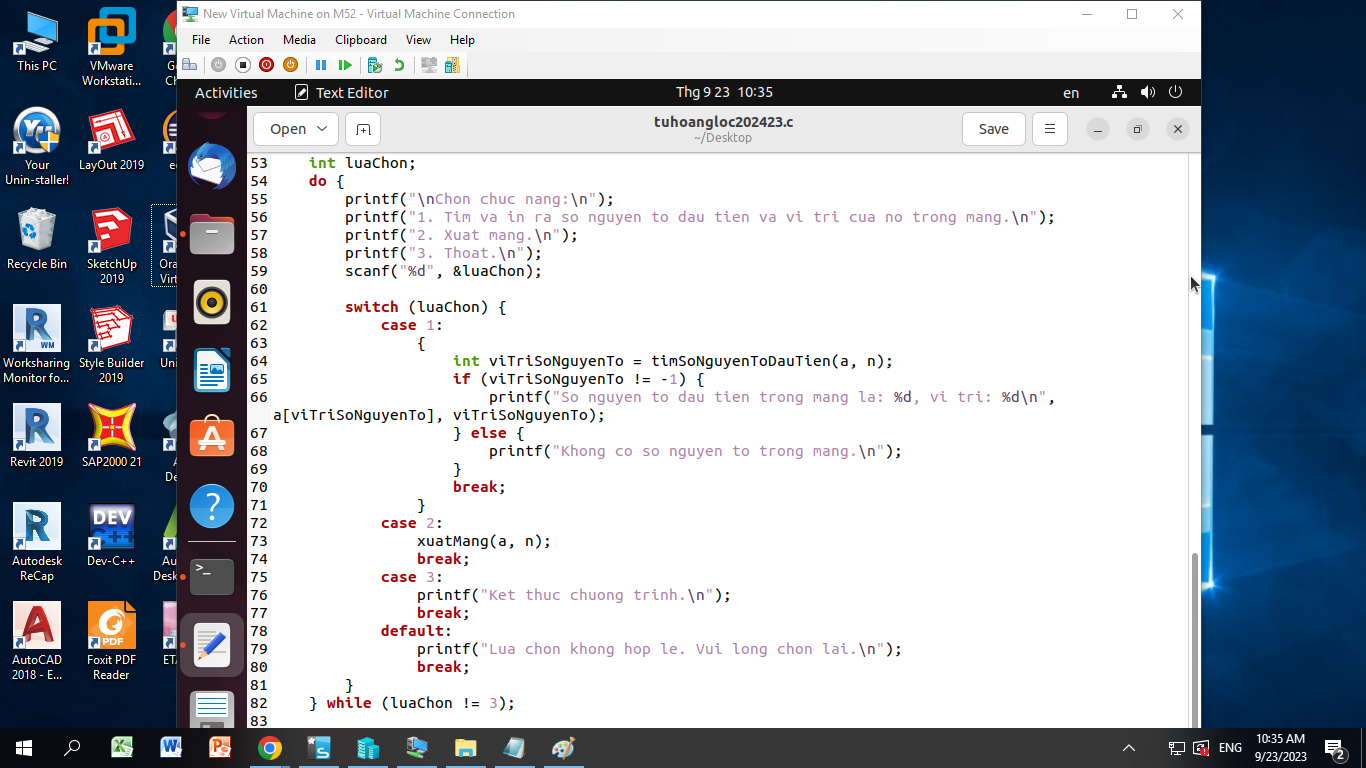 New Virtual Machine on M52 - Virtual Machine Connection
File Action Media Clipboard View Help
Activities Text Editor Thg 9 23 10:35 en
Open tuhoangloc202423.c Save
~/Desktop
53 int luaChon;
54 do {
55 printf("\nChon chuc nang:\n");
56 printf("1. Tim va in ra so nguyen to dau tien va vi tri cua no trong mang.\n");
57 printf("2. Xuat mang.\n");
58 printf("3. Thoat.\n");
59 scanf("%d", &luaChon);
60
61 switch (luaChon) {
62 case 1:
63 {
64 int viTriSoNguyenTo = timSoNguyenToDauTien(a, n);
65 if (viTriSoNguyenTo != -1) {
66 printf("So nguyen to dau tien trong mang la: %d, vi tri: %d\n",
a[viTriSoNguyenTo], viTriSoNguyenTo);
67 } else {
68 printf("Khong co so nguyen to trong mang.\n");
69 }
70 break;
71 }
72 case 2:
73 xuatMang(a, n);
74 break;
75 case 3:
76 printf("Ket thuc chuong trinh.\n");
77 break;
78 default:
79 printf("Lua chon khong hop le. Vui long chon lai.\n");
80 break;
81 }
82 } while (luaChon != 3);
83
This PC
VMware
Workstati...
Your
Unin-staller!
LayOut 2019
Recycle Bin
SketchUp
2019
Worksharing
Monitor fo...
Style Builder
2019
Revit 2019
SAP2000 21
Autodesk
ReCap
DEV
C++
Dev-C++
AutoCAD
2018 - E...
PDF
Foxit PDF
Reader
ENG
10:35 AM
9/23/2023
2